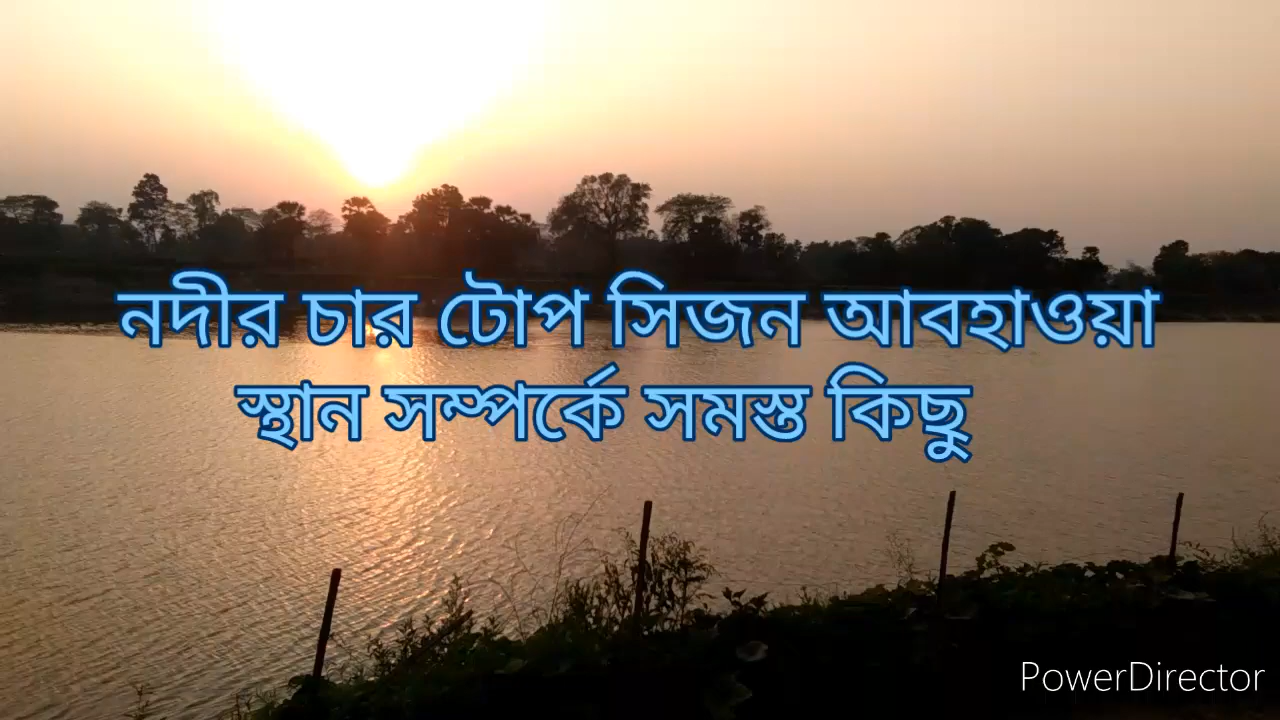 নদীর চার টোপ সিজন আবহাওয়া
স্থান সম্পর্কে সমস্ত কিছু
PowerDirector